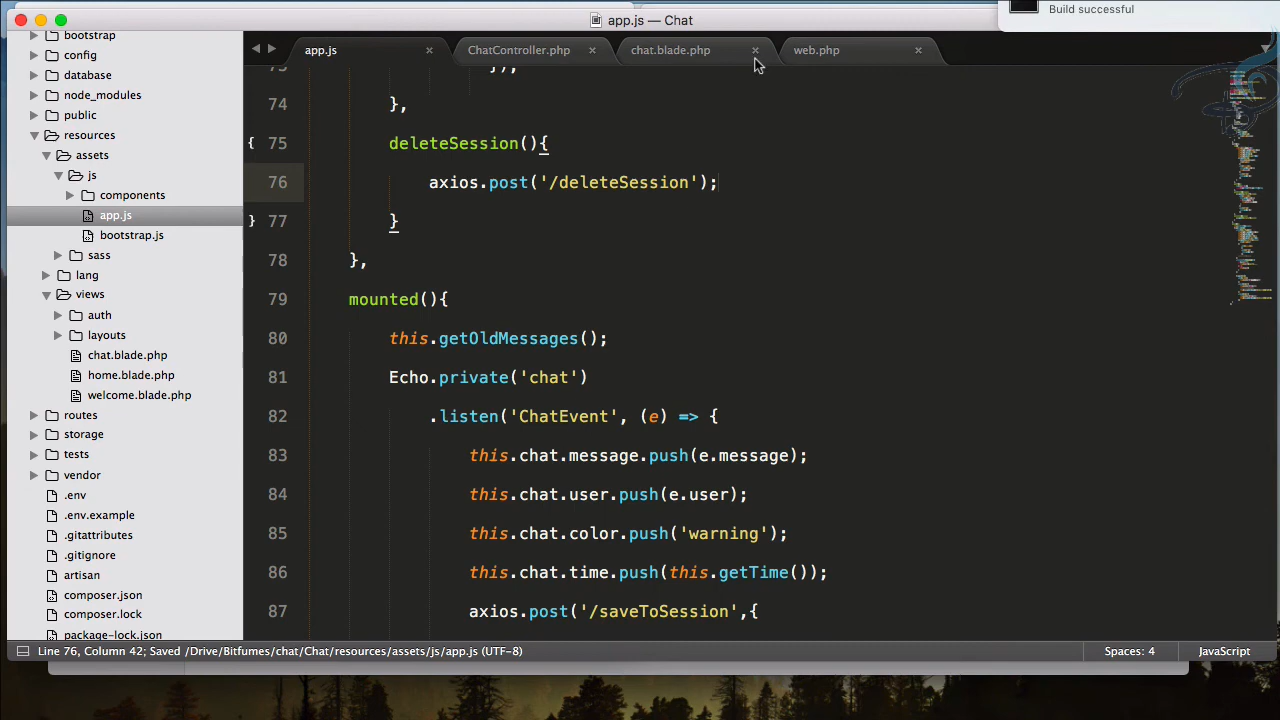 app.js — Chat
Build successful
bootstrap
config
database
node_modules
public
resources
assets
js
components
app.js
bootstrap.js
sass
lang
views
auth
layouts
chat.blade.php
home.blade.php
welcome.blade.php
routes
storage
tests
vendor
.env
.env.example
.gitattributes
.gitignore
artisan
composer.json
composer.lock
package-lock.json
app.js ×
ChatController.php ×
chat.blade.php ×
web.php ×
73 });
74 },
{ 75 deleteSession(){
76 axios.post('/deleteSession');
} 77 }
78 },
79 mounted(){
80 this.getOldMessages();
81 Echo.private('chat')
82 .listen('ChatEvent', (e) => {
83 this.chat.message.push(e.message);
84 this.chat.user.push(e.user);
85 this.chat.color.push('warning');
86 this.chat.time.push(this.getTime());
87 axios.post('/saveToSession',{
Line 76, Column 42; Saved /Drive/Bitfumes/chat/Chat/resources/assets/js/app.js (UTF-8)
Spaces: 4
JavaScript